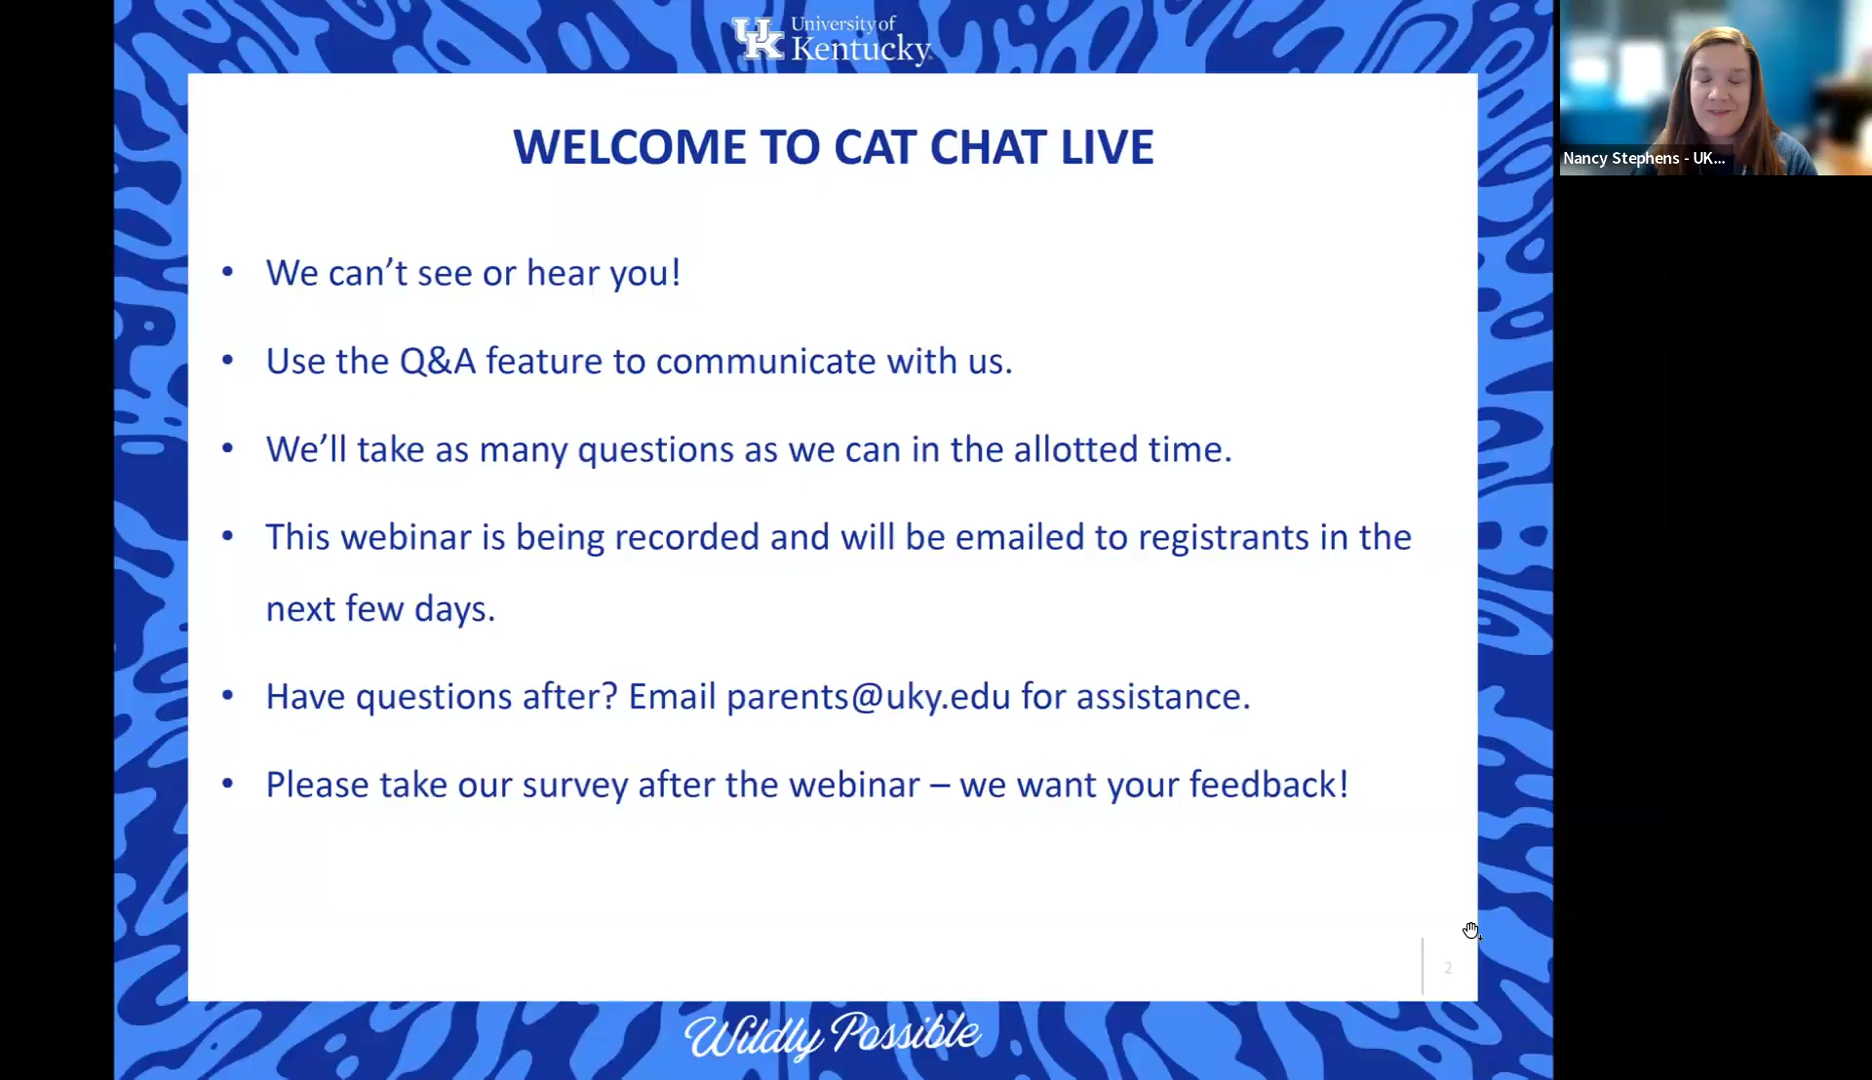 University of
Kentucky
WELCOME TO CAT CHAT LIVE
• We can’t see or hear you!
• Use the Q&A feature to communicate with us.
• We’ll take as many questions as we can in the allotted time.
• This webinar is being recorded and will be emailed to registrants in the
next few days.
• Have questions after? Email parents@uky.edu for assistance.
• Please take our survey after the webinar – we want your feedback!
2
Wildly Possible
Nancy Stephens - UK...